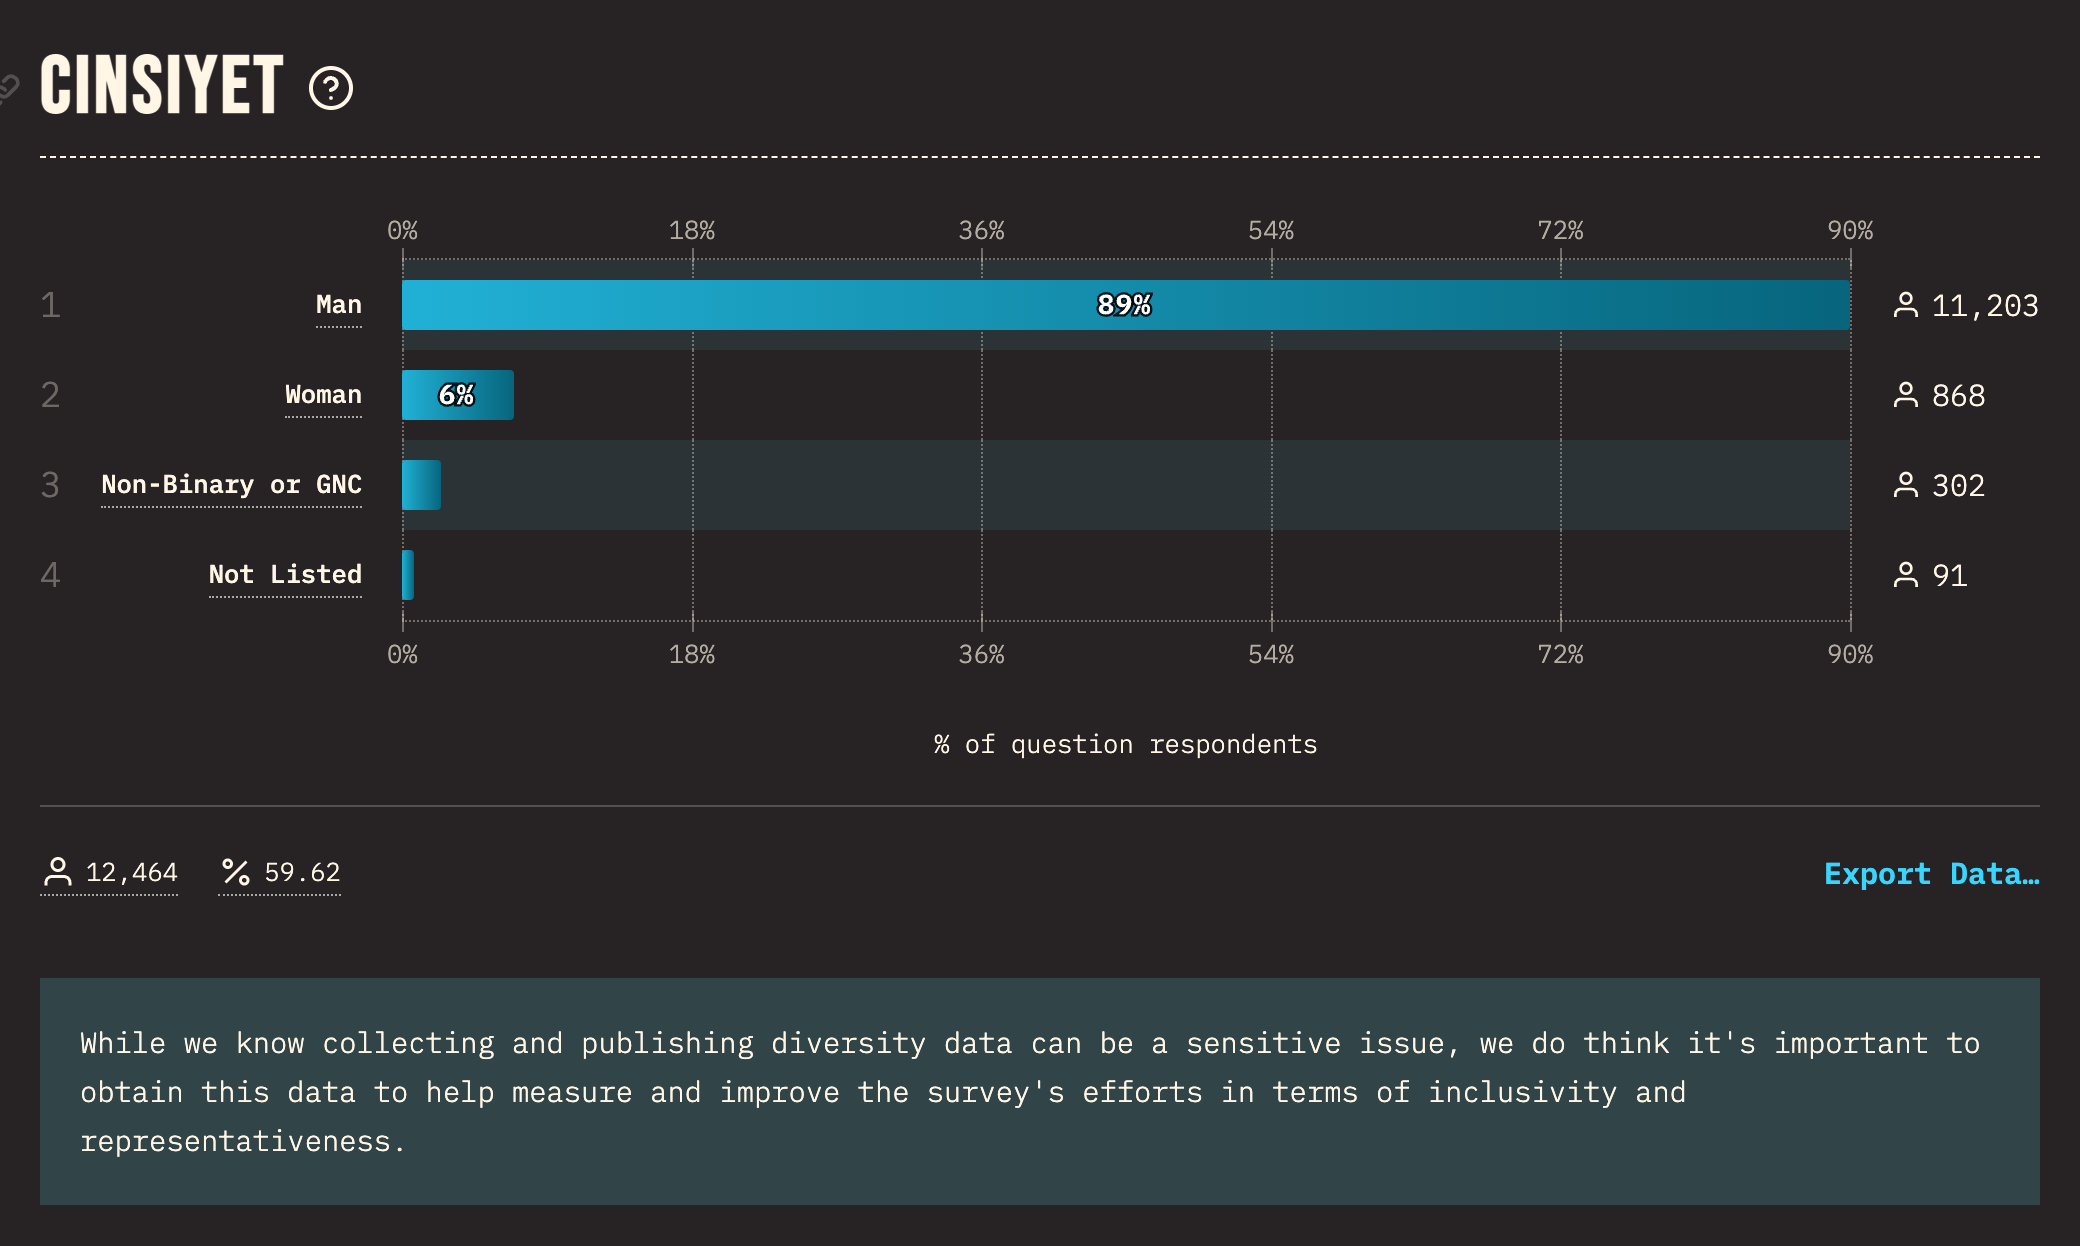 CINSIYET
0% 18% 36% 54% 72% 90%
1 Man 89% 11,203
2 Woman 6% 868
3 Non-Binary or GNC 302
4 Not Listed 91
0% 18% 36% 54% 72% 90%
% of question respondents
12,464 % 59.62 Export Data…
While we know collecting and publishing diversity data can be a sensitive issue, we do think it's important to
obtain this data to help measure and improve the survey's efforts in terms of inclusivity and
representativeness.